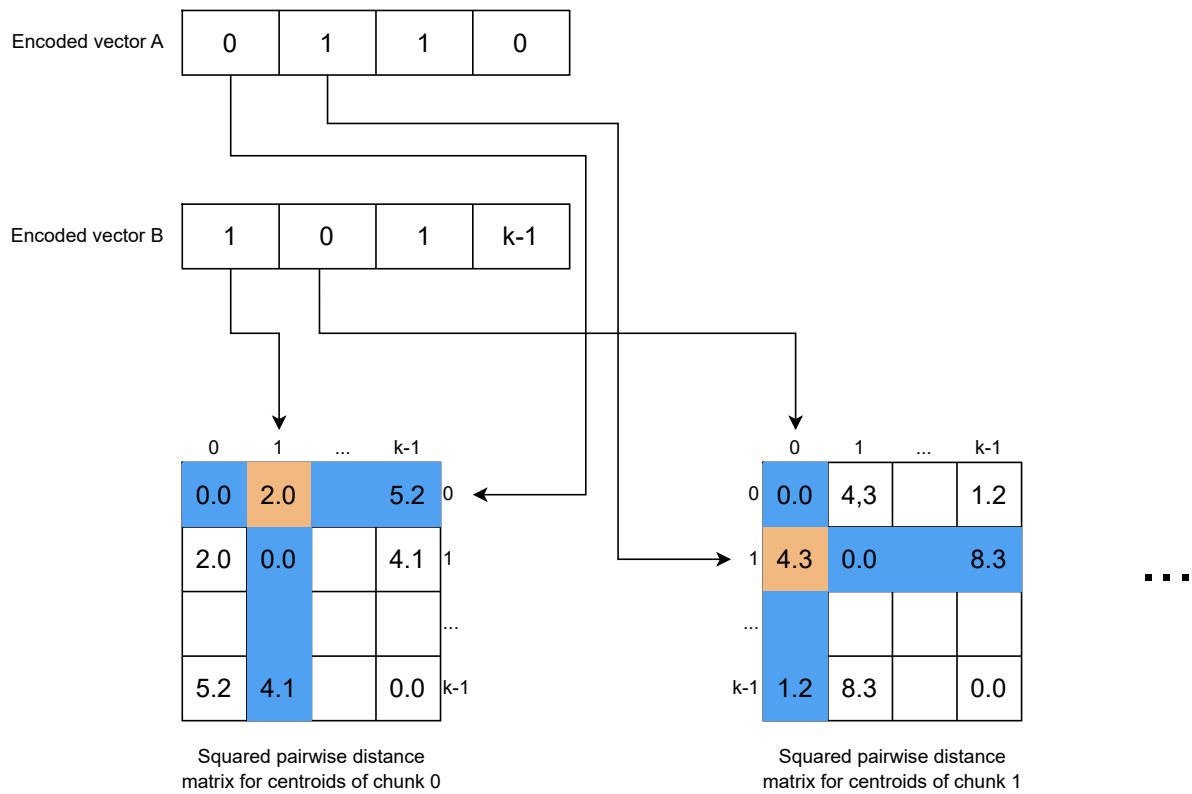 Encoded vector A 0 1 1 0
Encoded vector B 1 0 1 k-1
0 1 ... k-1
0.0 2.0 5.2 0
2.0 0.0 4.1 1
...
5.2 4.1 0.0 k-1
Squared pairwise distance
matrix for centroids of chunk 0
0 1 ... k-1
0 0.0 4,3 1.2
1 4.3 0.0 8.3
...
k-1 1.2 8.3 0.0
Squared pairwise distance
matrix for centroids of chunk 1
...